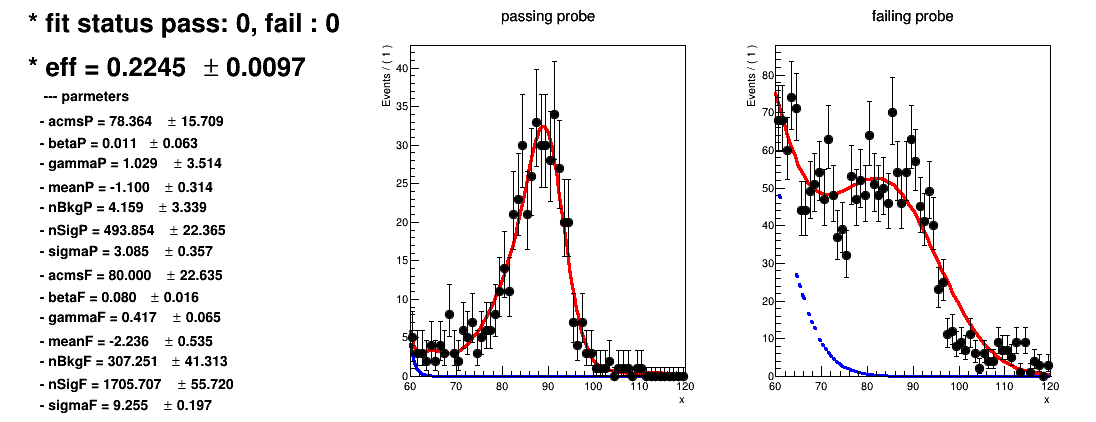 * fit status pass: 0, fail : 0
* eff = 0.2245 ± 0.0097
--- parmeters
- acmsP = 78.364 ± 15.709
- betaP = 0.011 ± 0.063
- gammaP = 1.029 ± 3.514
- meanP = -1.100 ± 0.314
- nBkgP = 4.159 ± 3.339
- nSigP = 493.854 ± 22.365
- sigmaP = 3.085 ± 0.357
- acmsF = 80.000 ± 22.635
- betaF = 0.080 ± 0.016
- gammaF = 0.417 ± 0.065
- meanF = -2.236 ± 0.535
- nBkgF = 307.251 ± 41.313
- nSigF = 1705.707 ± 55.720
- sigmaF = 9.255 ± 0.197
passing probe
Events / ( 1 )
40
35
30
25
20
15
10
5
0
60 70 80 90 100 110 120
x
failing probe
Events / ( 1 )
80
70
60
50
40
30
20
10
0
60 70 80 90 100 110 120
x